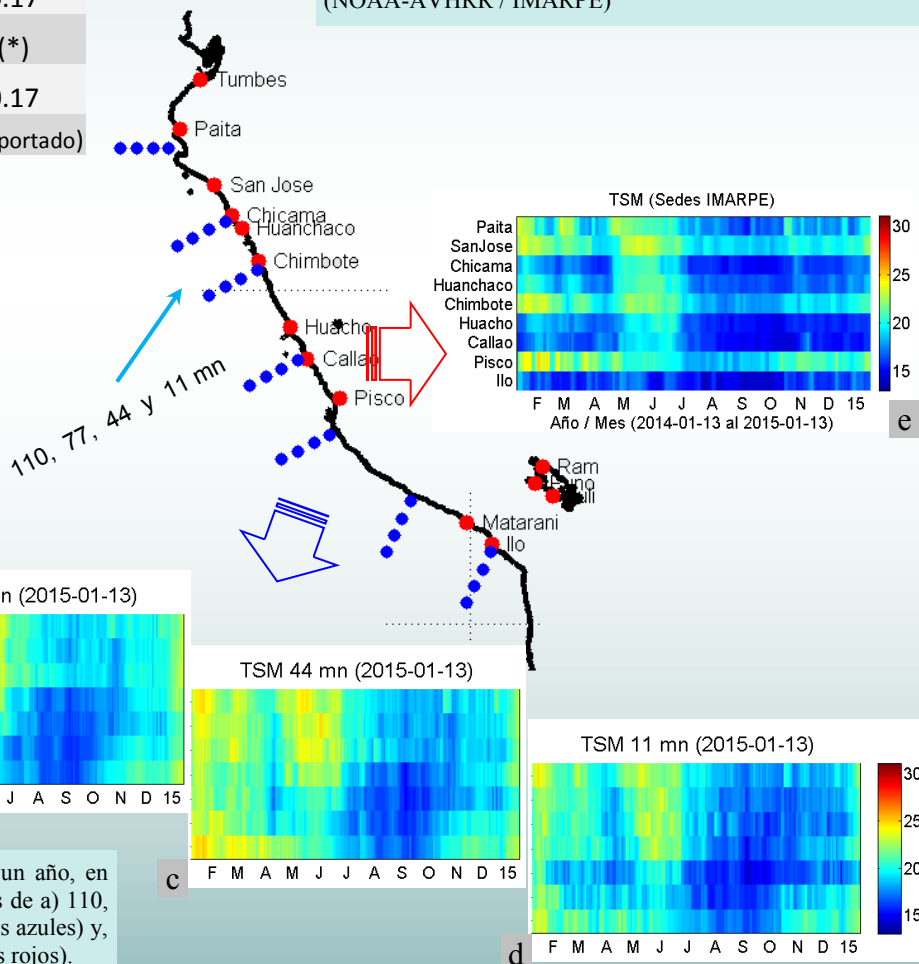 (NOAA-AVHRR / IMARPE)
(*)
portado)
Tumbes
Paita
San Jose
Chicama
Huanchaco
Chimbote
Huacho
Callao
Pisco
Matarani
Ilo
Ram
110, 77, 44 y 11 mn
TSM (Sedes IMARPE)
Paita
SanJose
Chicama
Huanchaco
Chimbote
Huacho
Callao
Pisco
Ilo
30
25
20
15
F M A M J J A S O N D 15
Año / Mes (2014-01-13 al 2015-01-13)
e
n (2015-01-13)
J A S O N D 15
TSM 44 mn (2015-01-13)
F M A M J J A S O N D 15
c
TSM 11 mn (2015-01-13)
30
25
20
15
F M A M J J A S O N D 15
d
un año, en
s de a) 110,
s azules) y,
s rojos).